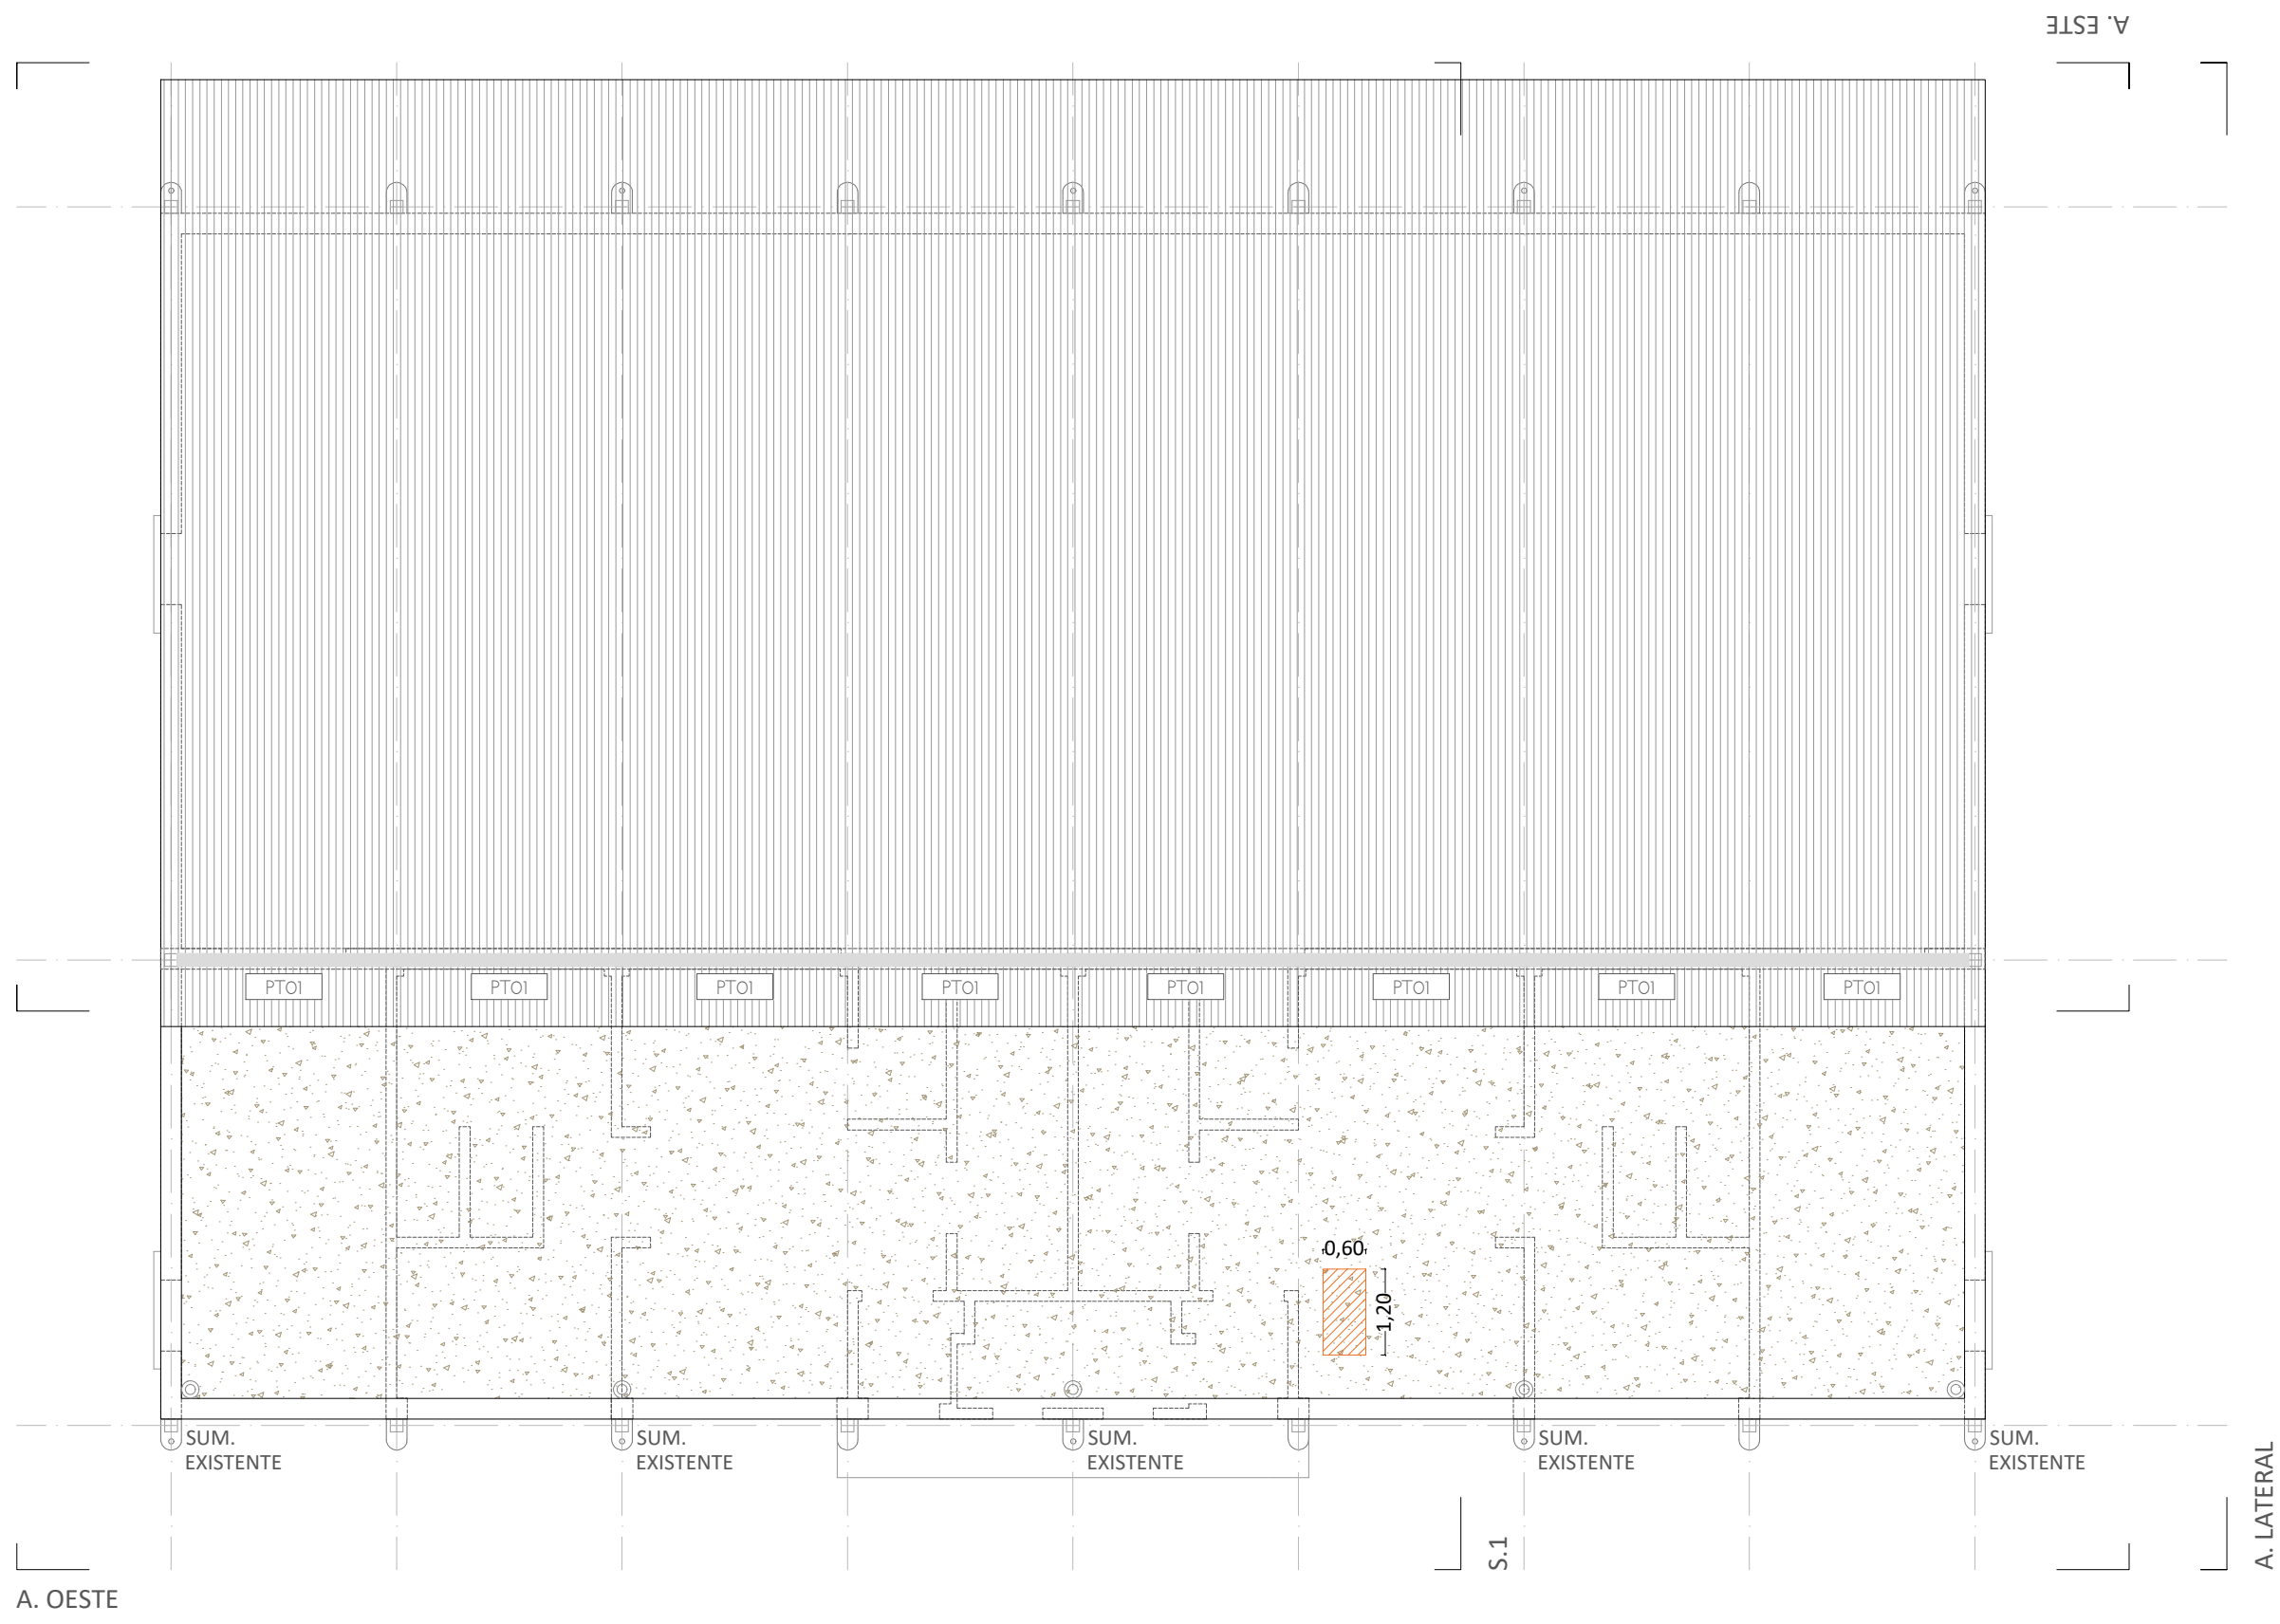 A. ESTE
PT01
PT01
PT01
PT01
PT01
PT01
PT01
PT01
0,60
1,20
SUM.
EXISTENTE
SUM.
EXISTENTE
SUM.
EXISTENTE
SUM.
EXISTENTE
SUM.
EXISTENTE
S.1
A. LATERAL
A. OESTE